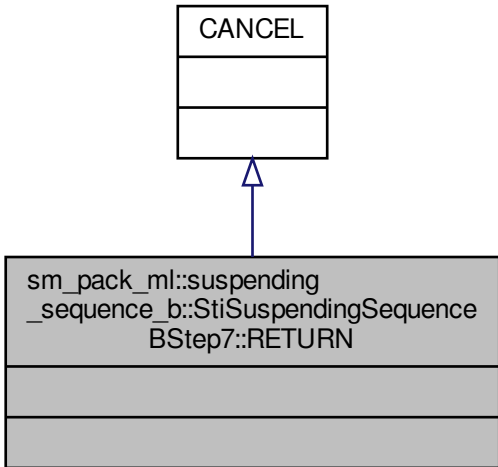 CANCEL
sm_pack_ml::suspending
_sequence_b::StiSuspendingSequence
BStep7::RETURN